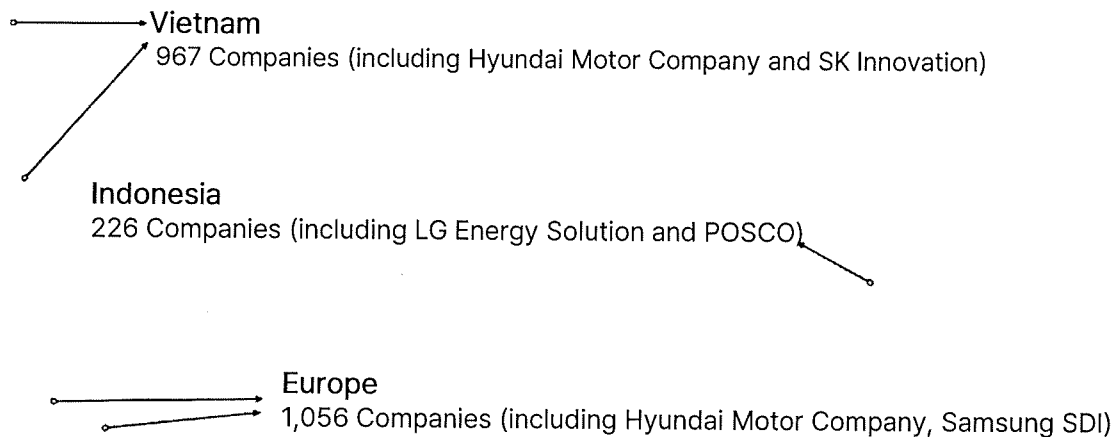 Vietnam
967 Companies (including Hyundai Motor Company and SK Innovation)
Indonesia
226 Companies (including LG Energy Solution and POSCO)
Europe
1,056 Companies (including Hyundai Motor Company, Samsung SDI)